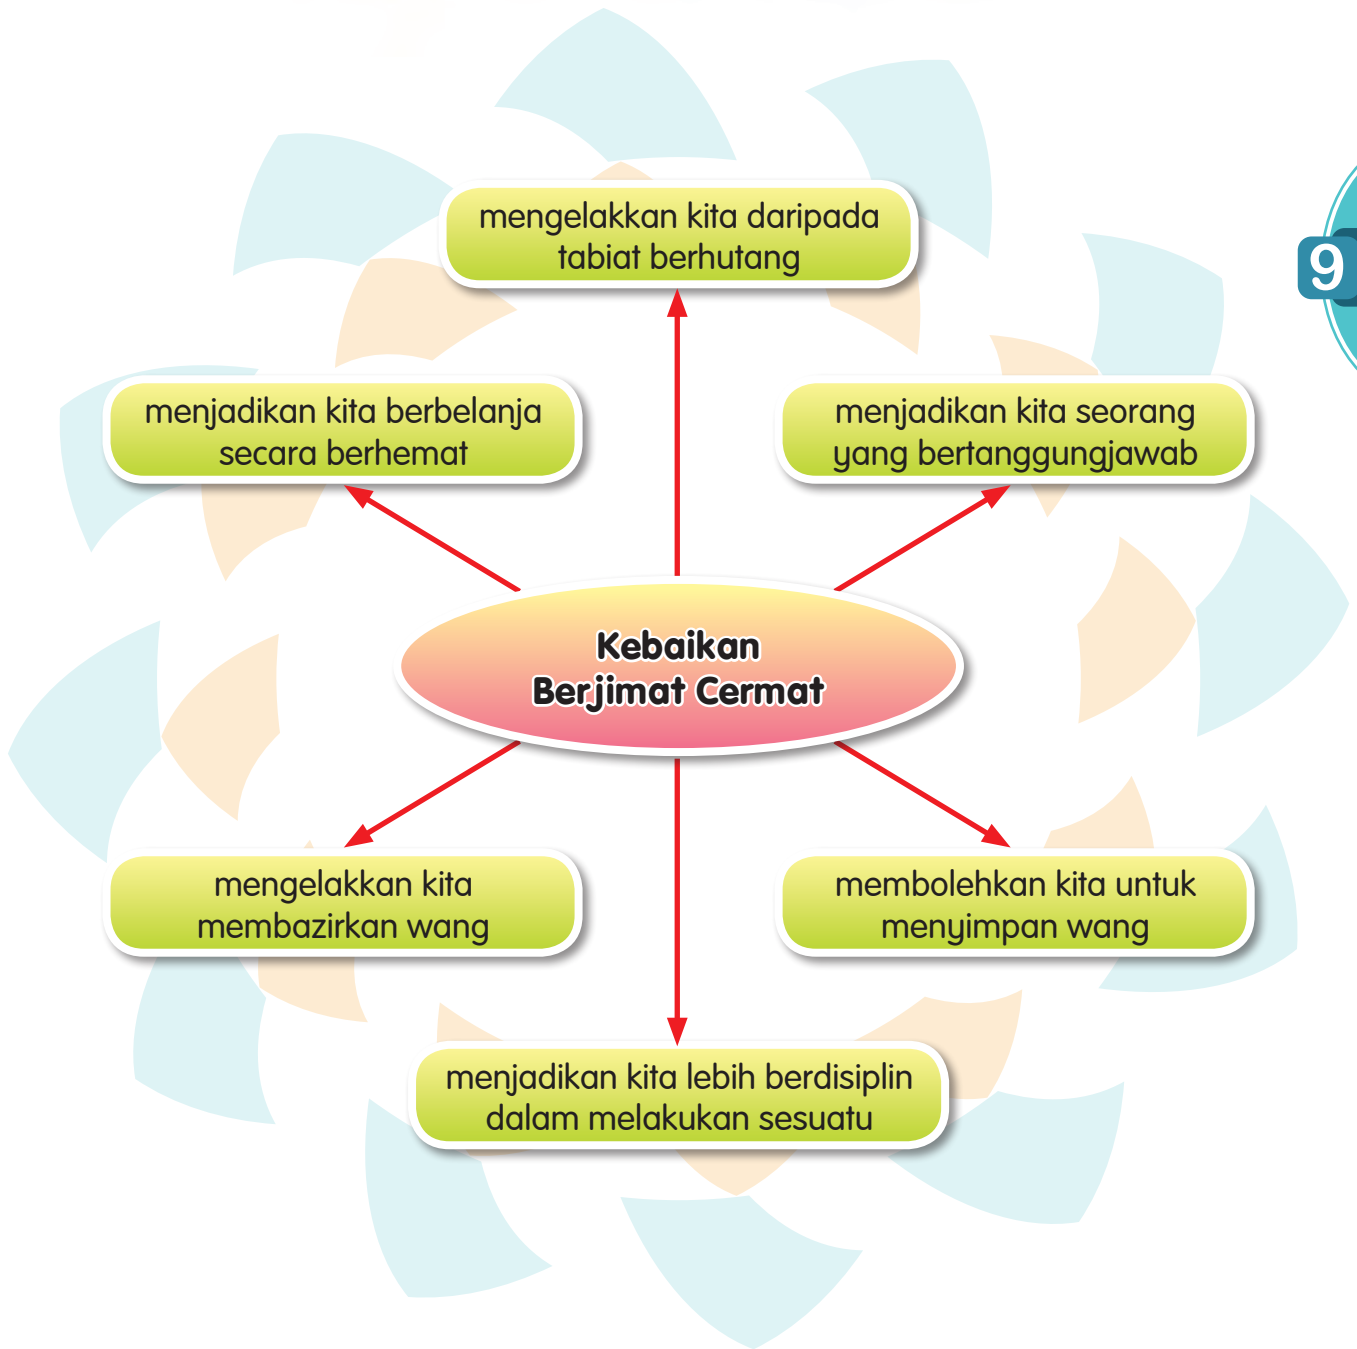 mengelakkan kita daripada
tabiat berhutang
9
menjadikan kita berbelanja
secara berhemat
menjadikan kita seorang
yang bertanggungjawab
Kebaikan
Berjimat Cermat
mengelakkan kita
membazirkan wang
membolehkan kita untuk
menyimpan wang
menjadikan kita lebih berdisiplin
dalam melakukan sesuatu